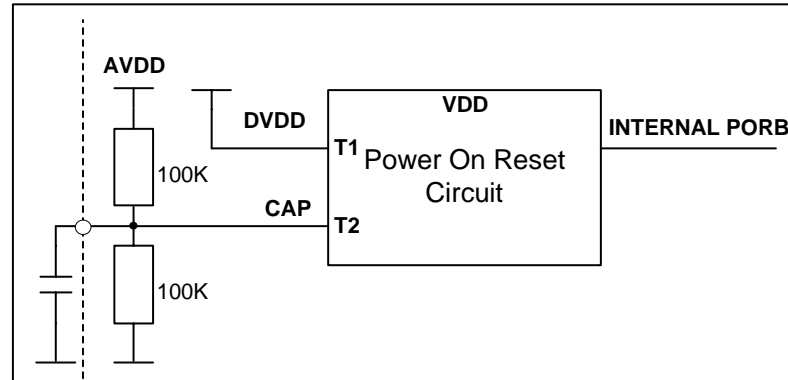 AVDD
DVDD
VDD
INTERNAL PORB
T1
Power On Reset
Circuit
100K
CAP
T2
100K